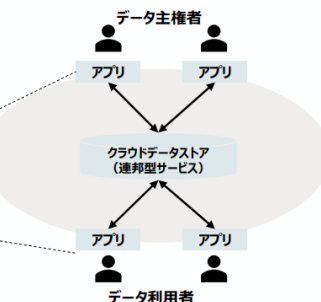 データ主権者
アプリ アプリ
クラウドデータストア
（連邦型サービス）
アプリ アプリ
データ利用者